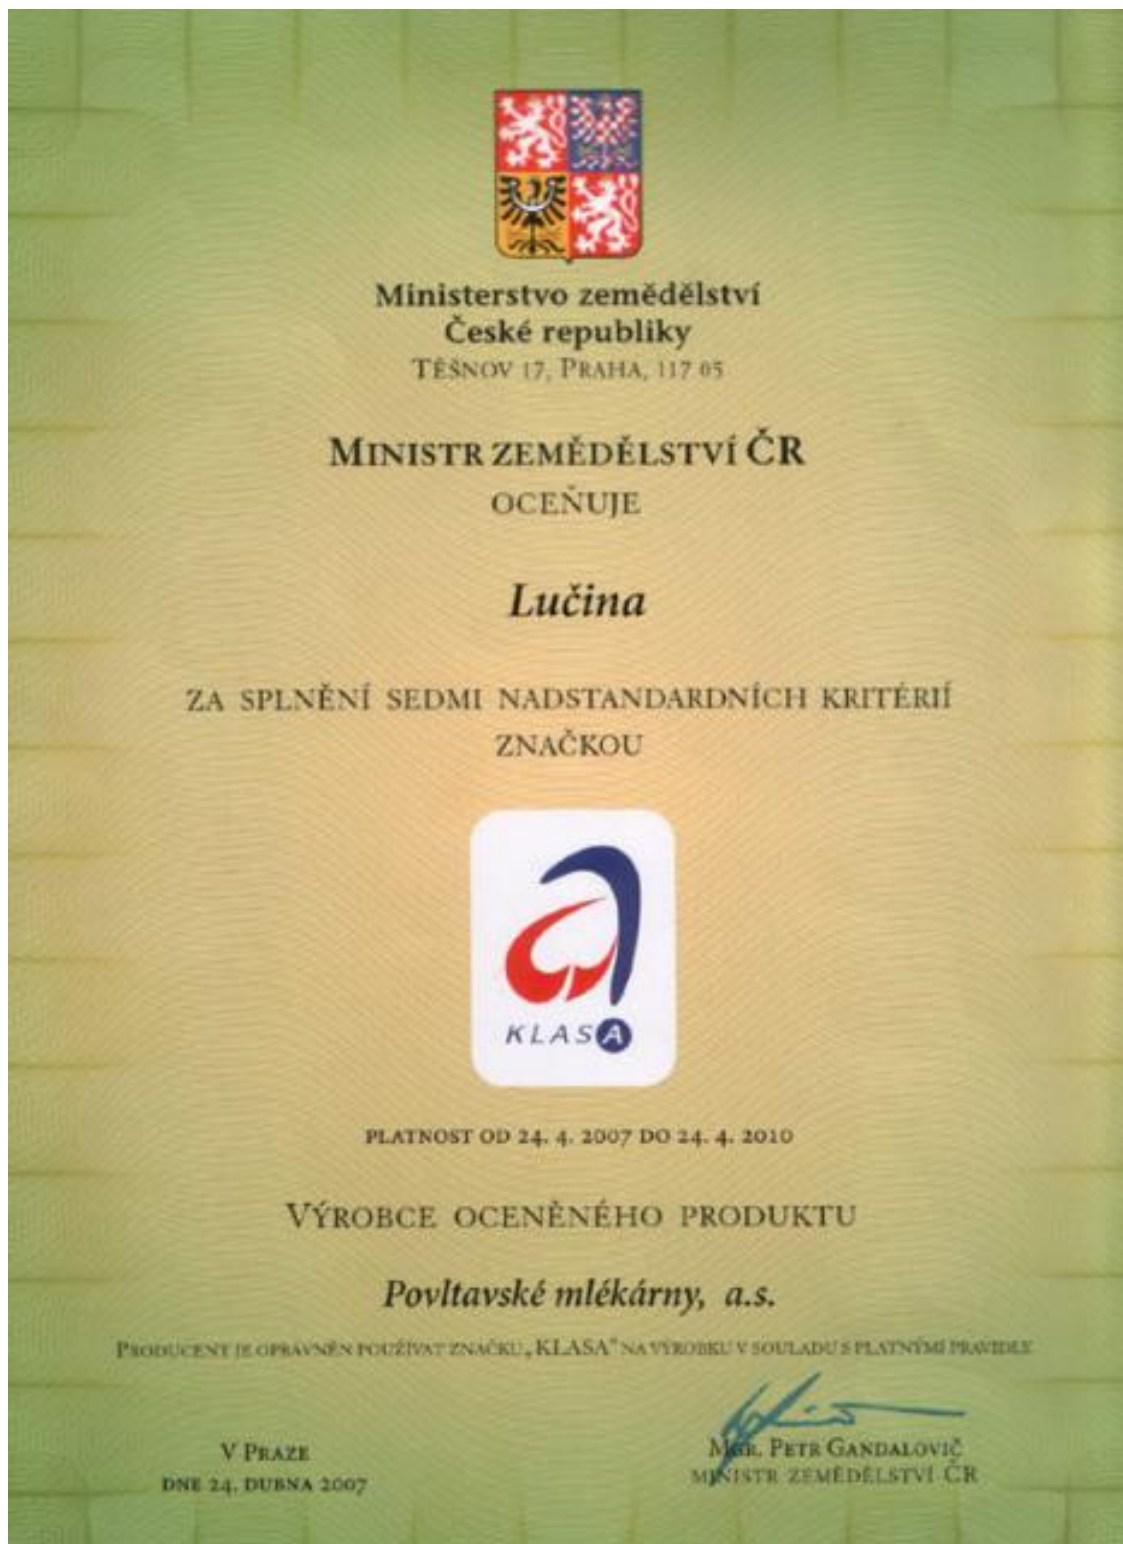 Ministerstvo zemědělství
České republiky
TĚŠNOV 17, PRAHA, 117 05
MINISTR ZEMĚDĚLSTVÍ ČR
OCEŇUJE
Lučina
ZA SPLNĚNÍ SEDMI NADSTANDARDNÍCH KRITÉRIÍ
ZNAČKOU
KLASA
PLATNOST OD 24. 4. 2007 DO 24. 4. 2010
VÝROBCE OCENĚNÉHO PRODUKTU
Povltavské mlékárny, a.s.
PRODUCENT JE OPRÁVNĚN POUŽÍVAT ZNAČKU „KLASA“ NA VÝROBKU V SOULADU S PLATNÝMI PRAVIDLY
V PRAZE
DNE 24. DUBNA 2007
MGR. PETR GANDALOVIČ
MINISTR ZEMĚDĚLSTVÍ ČR